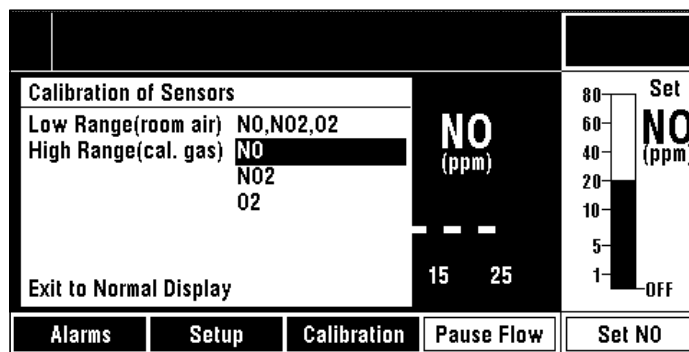 Calibration of Sensors
Low Range(room air) NO,NO2,O2
High Range(cal. gas) NO
NO2
O2
Exit to Normal Display
NO
(ppm)
- - -
15 25
Set
NO
(ppm)
80
60
40
20
10
5
1
OFF
Alarms Setup Calibration Pause Flow Set NO